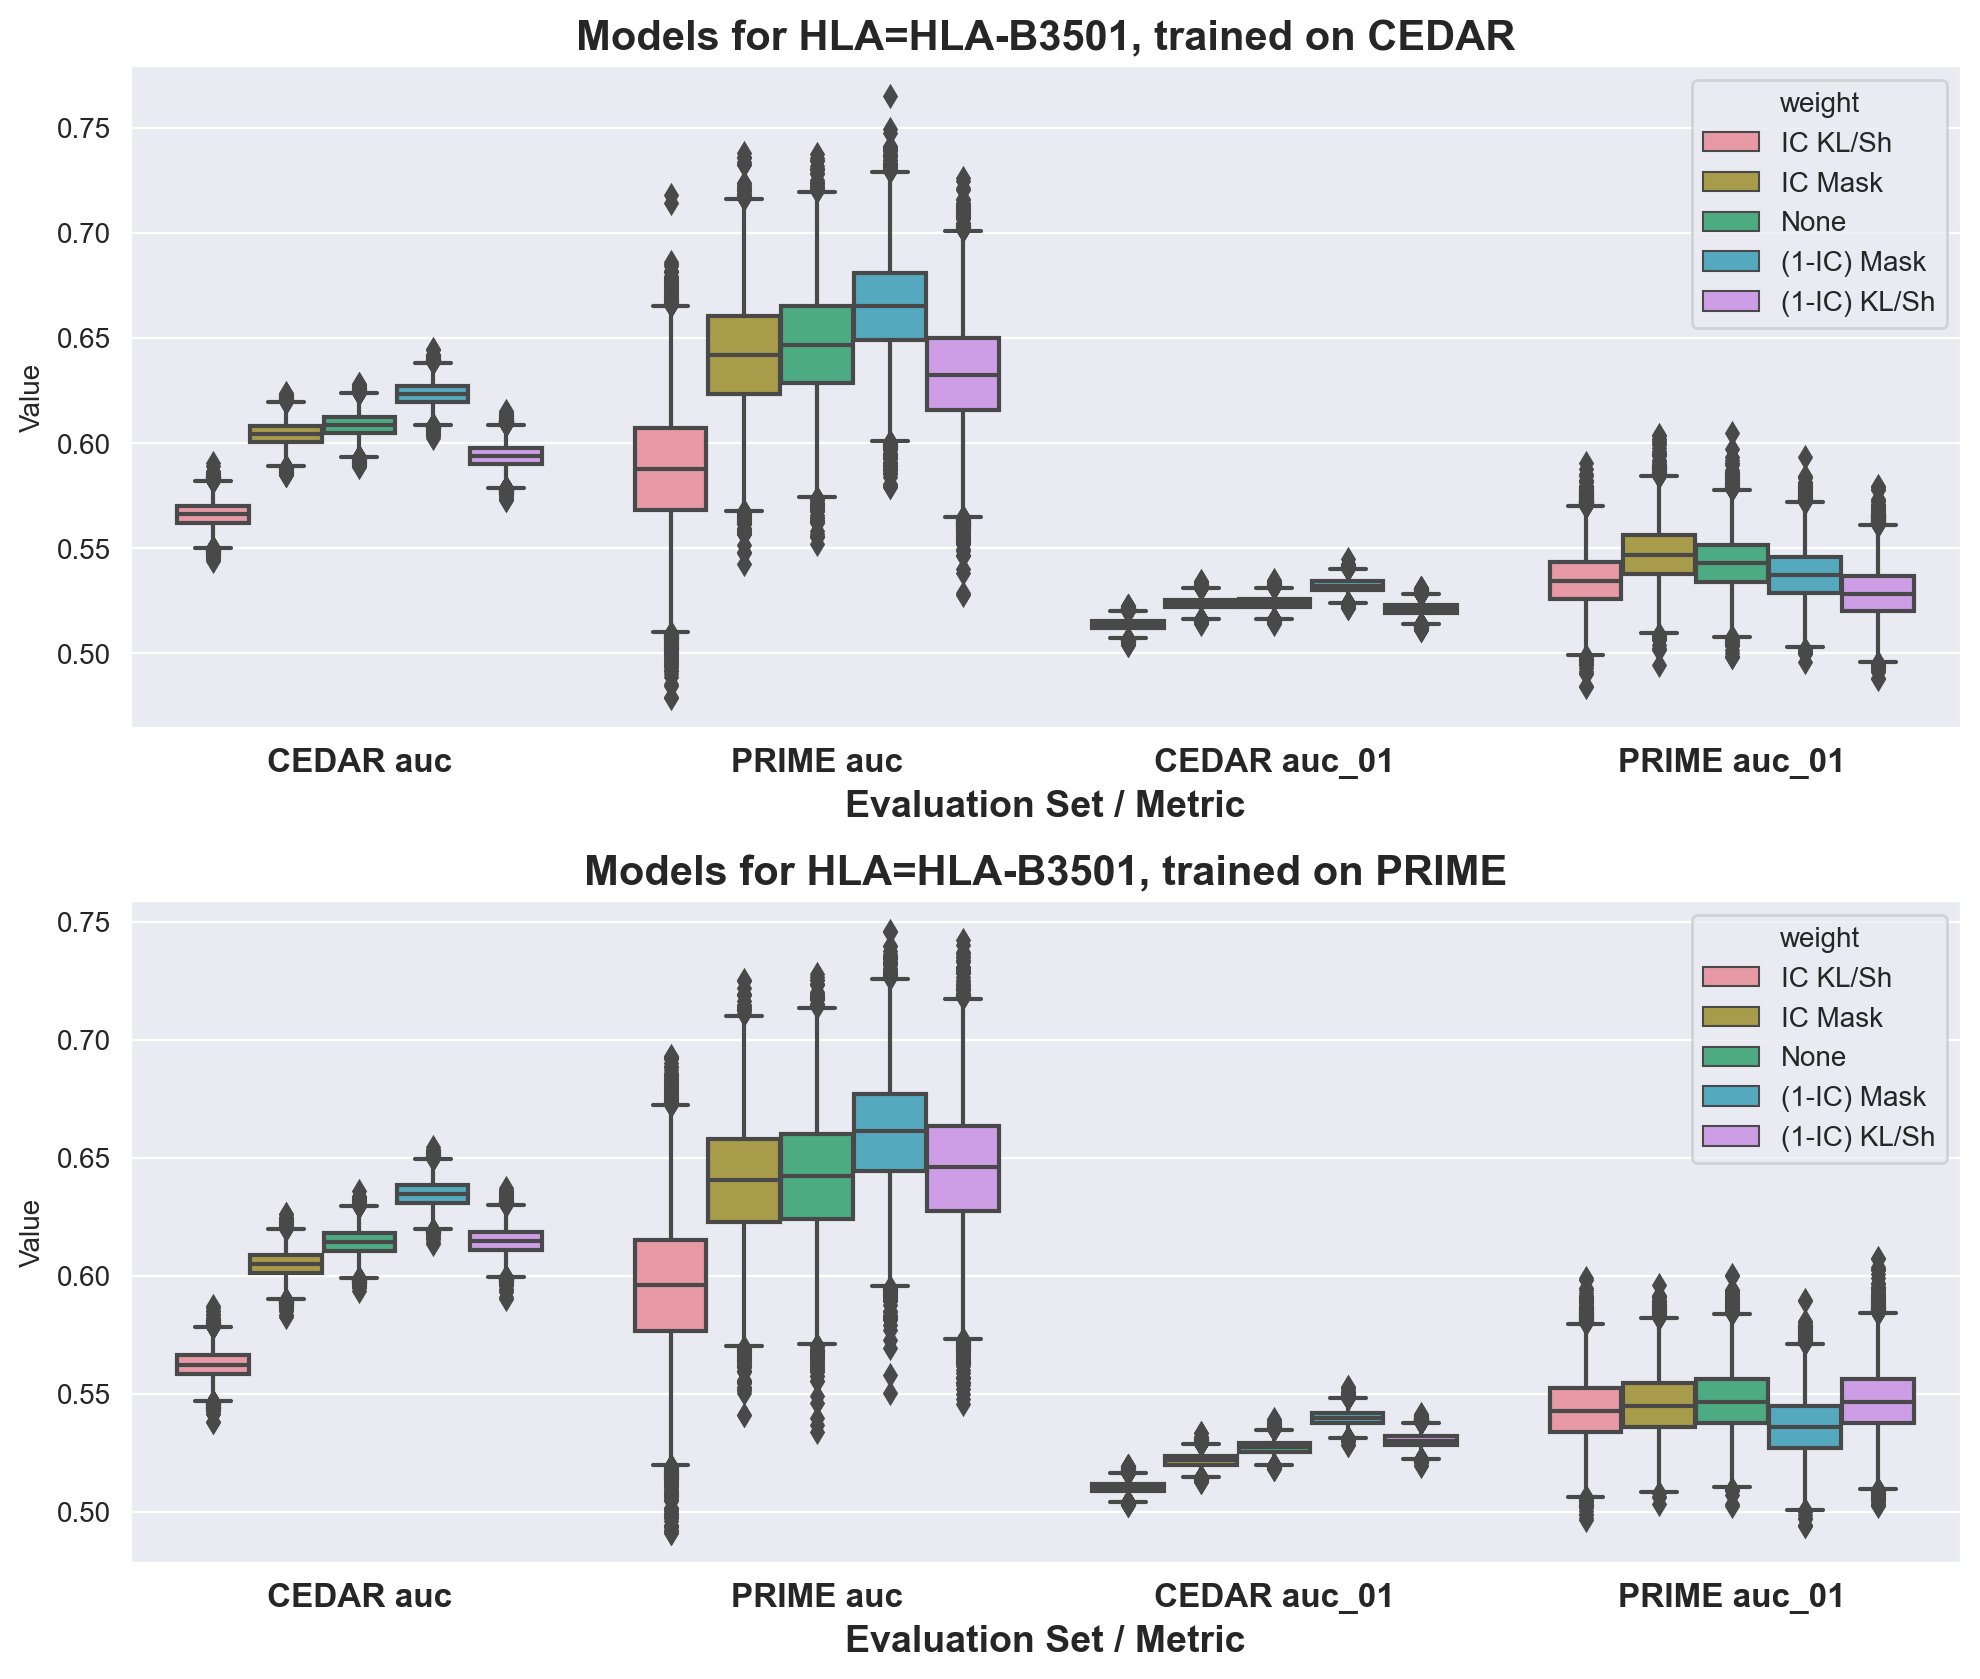 Models for HLA=HLA-B3501, trained on CEDAR
weight
IC KL/Sh
IC Mask
None
(1-IC) Mask
(1-IC) KL/Sh
0.75
0.70
0.65
0.60
0.55
0.50
Value
CEDAR auc PRIME auc CEDAR auc_01 PRIME auc_01
Evaluation Set / Metric
Models for HLA=HLA-B3501, trained on PRIME
weight
IC KL/Sh
IC Mask
None
(1-IC) Mask
(1-IC) KL/Sh
0.75
0.70
0.65
0.60
0.55
0.50
Value
CEDAR auc PRIME auc CEDAR auc_01 PRIME auc_01
Evaluation Set / Metric